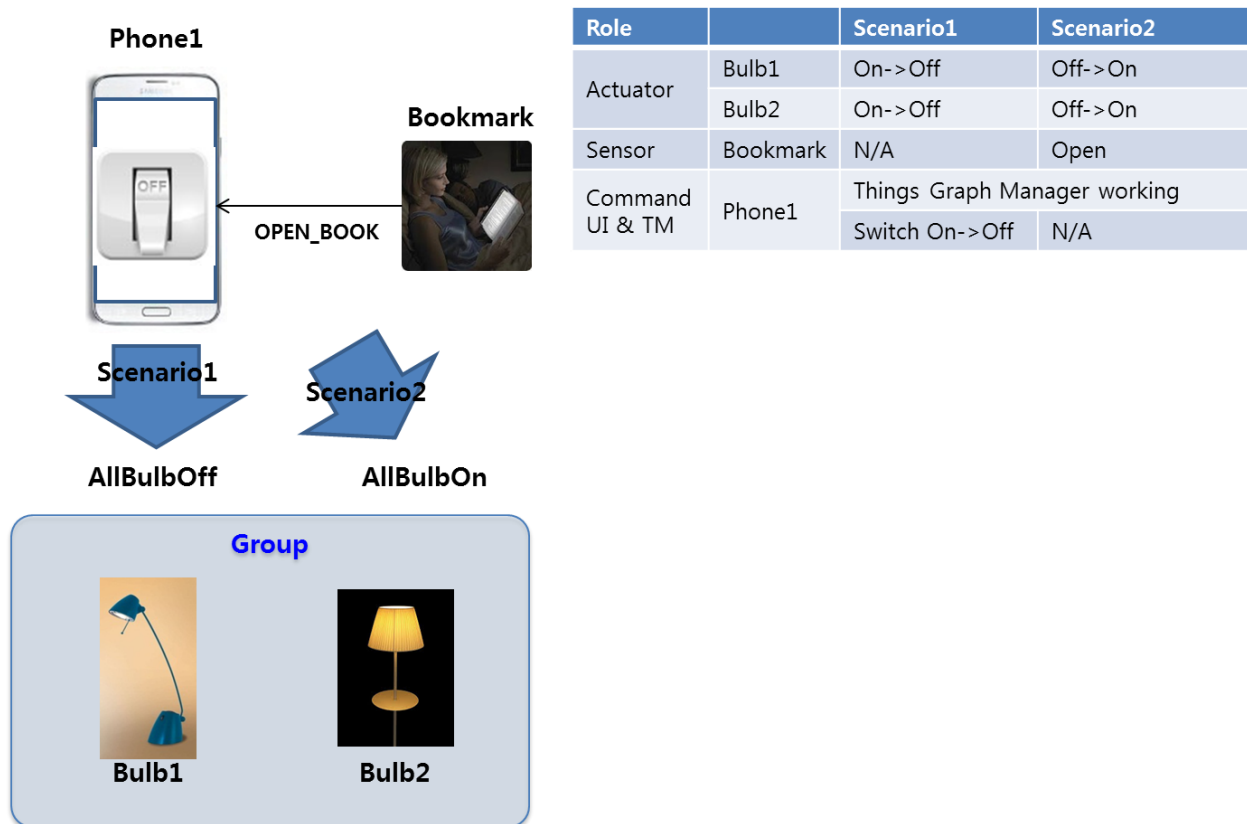 Phone1
OFF
Bookmark
OPEN_BOOK
Scenario1
Scenario2
AllBulbOff
AllBulbOn
Group
Bulb1
Bulb2
Role Scenario1 Scenario2
Actuator
Bulb1 On->Off Off->On
Bulb2 On->Off Off->On
Sensor Bookmark N/A Open
Command
UI & TM
Phone1
Things Graph Manager working
Switch On->Off N/A